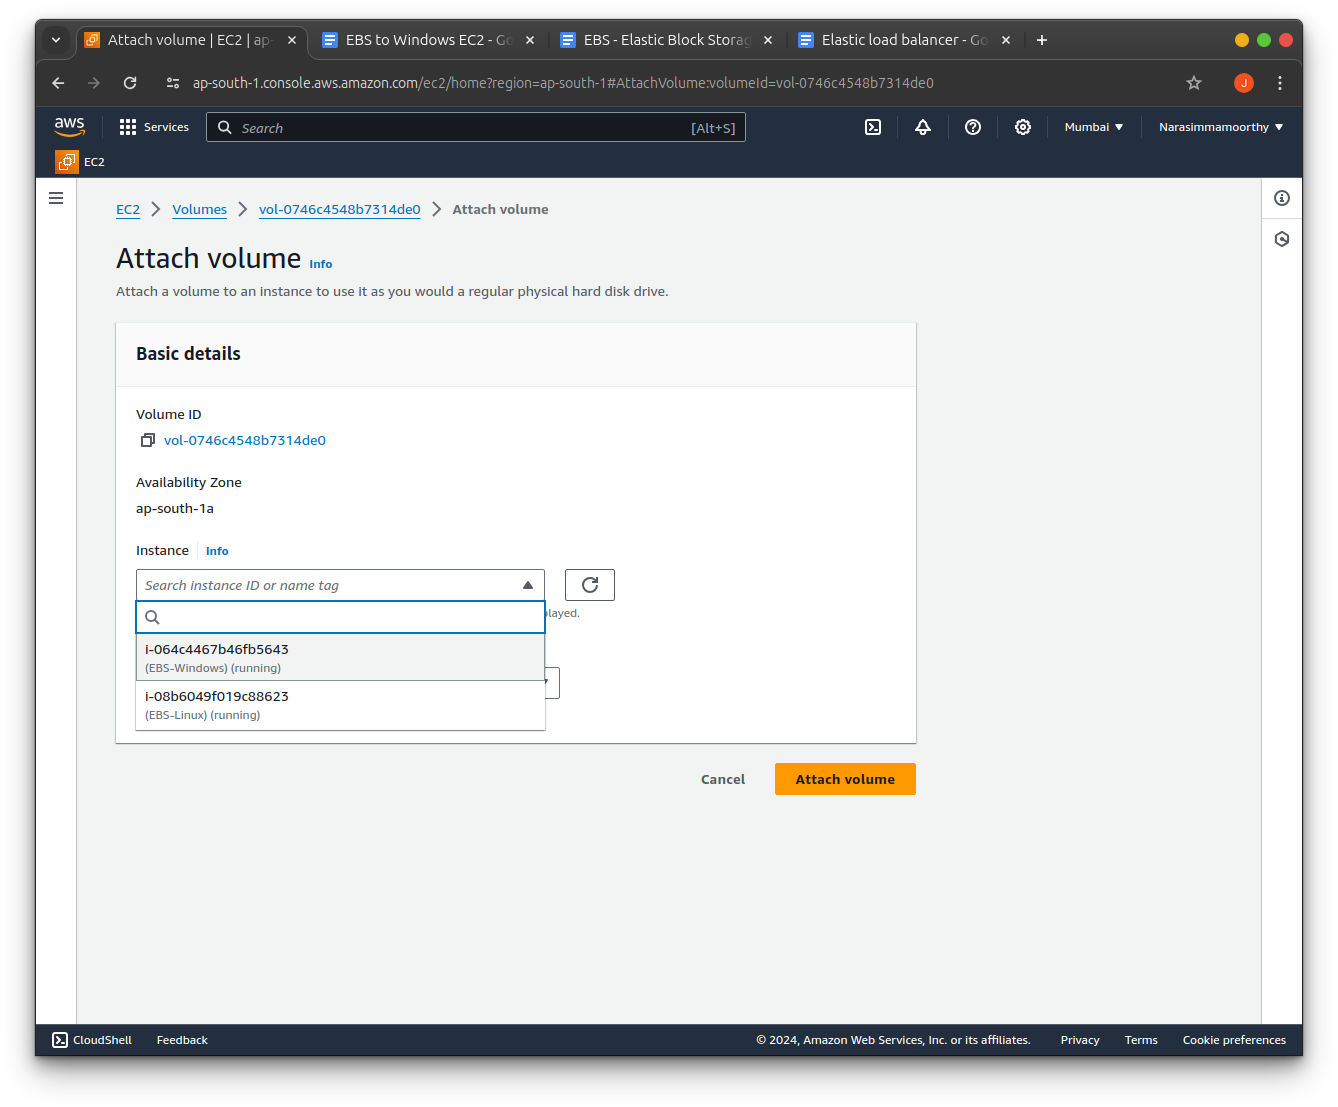 Attach volume | EC2 | ap-
EBS to Windows EC2 - Go
EBS - Elastic Block Storag
Elastic load balancer - Go
ap-south-1.console.aws.amazon.com/ec2/home?region=ap-south-1#AttachVolume:volumeId=vol-0746c4548b7314de0
J
aws
Services
Search
[Alt+S]
Mumbai
Narasimmamoorthy
EC2
EC2
Volumes
vol-0746c4548b7314de0
Attach volume
Attach volume
Info
Attach a volume to an instance to use it as you would a regular physical hard disk drive.
Basic details
Volume ID
vol-0746c4548b7314de0
Availability Zone
ap-south-1a
Instance
Info
Search instance ID or name tag
layed.
i-064c4467b46fb5643
(EBS-Windows) (running)
i-08b6049f019c88623
(EBS-Linux) (running)
Cancel
Attach volume
CloudShell
Feedback
© 2024, Amazon Web Services, Inc. or its affiliates.
Privacy
Terms
Cookie preferences